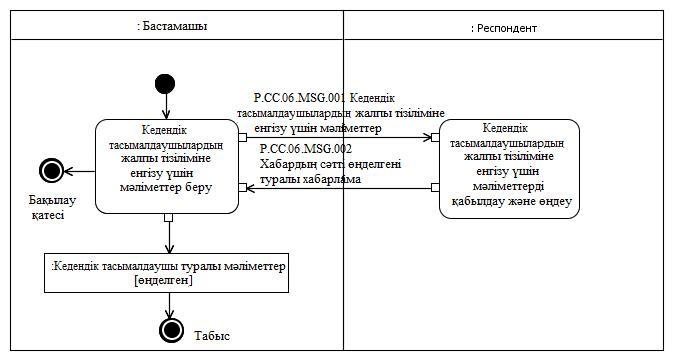 : Бастамашы
: Респондент
P.CC.06.MSG.001 Кедендік
тасымалдаушылардың жалпы тізіліміне
енгізу үшін мәліметтер
Кедендік
тасымалдаушылардың
жалпы тізіліміне
енгізу үшін
мәліметтер беру
P.CC.06.MSG.002
Хабардың сәтті өңделгені
туралы хабарлама
Кедендік
тасымалдаушылардың
жалпы тізіліміне
енгізу үшін
мәліметтерді
қабылдау және өңдеу
Бақылау
қатесі
:Кедендік тасымалдаушы туралы мәліметтер
[өңделген]
Табыс